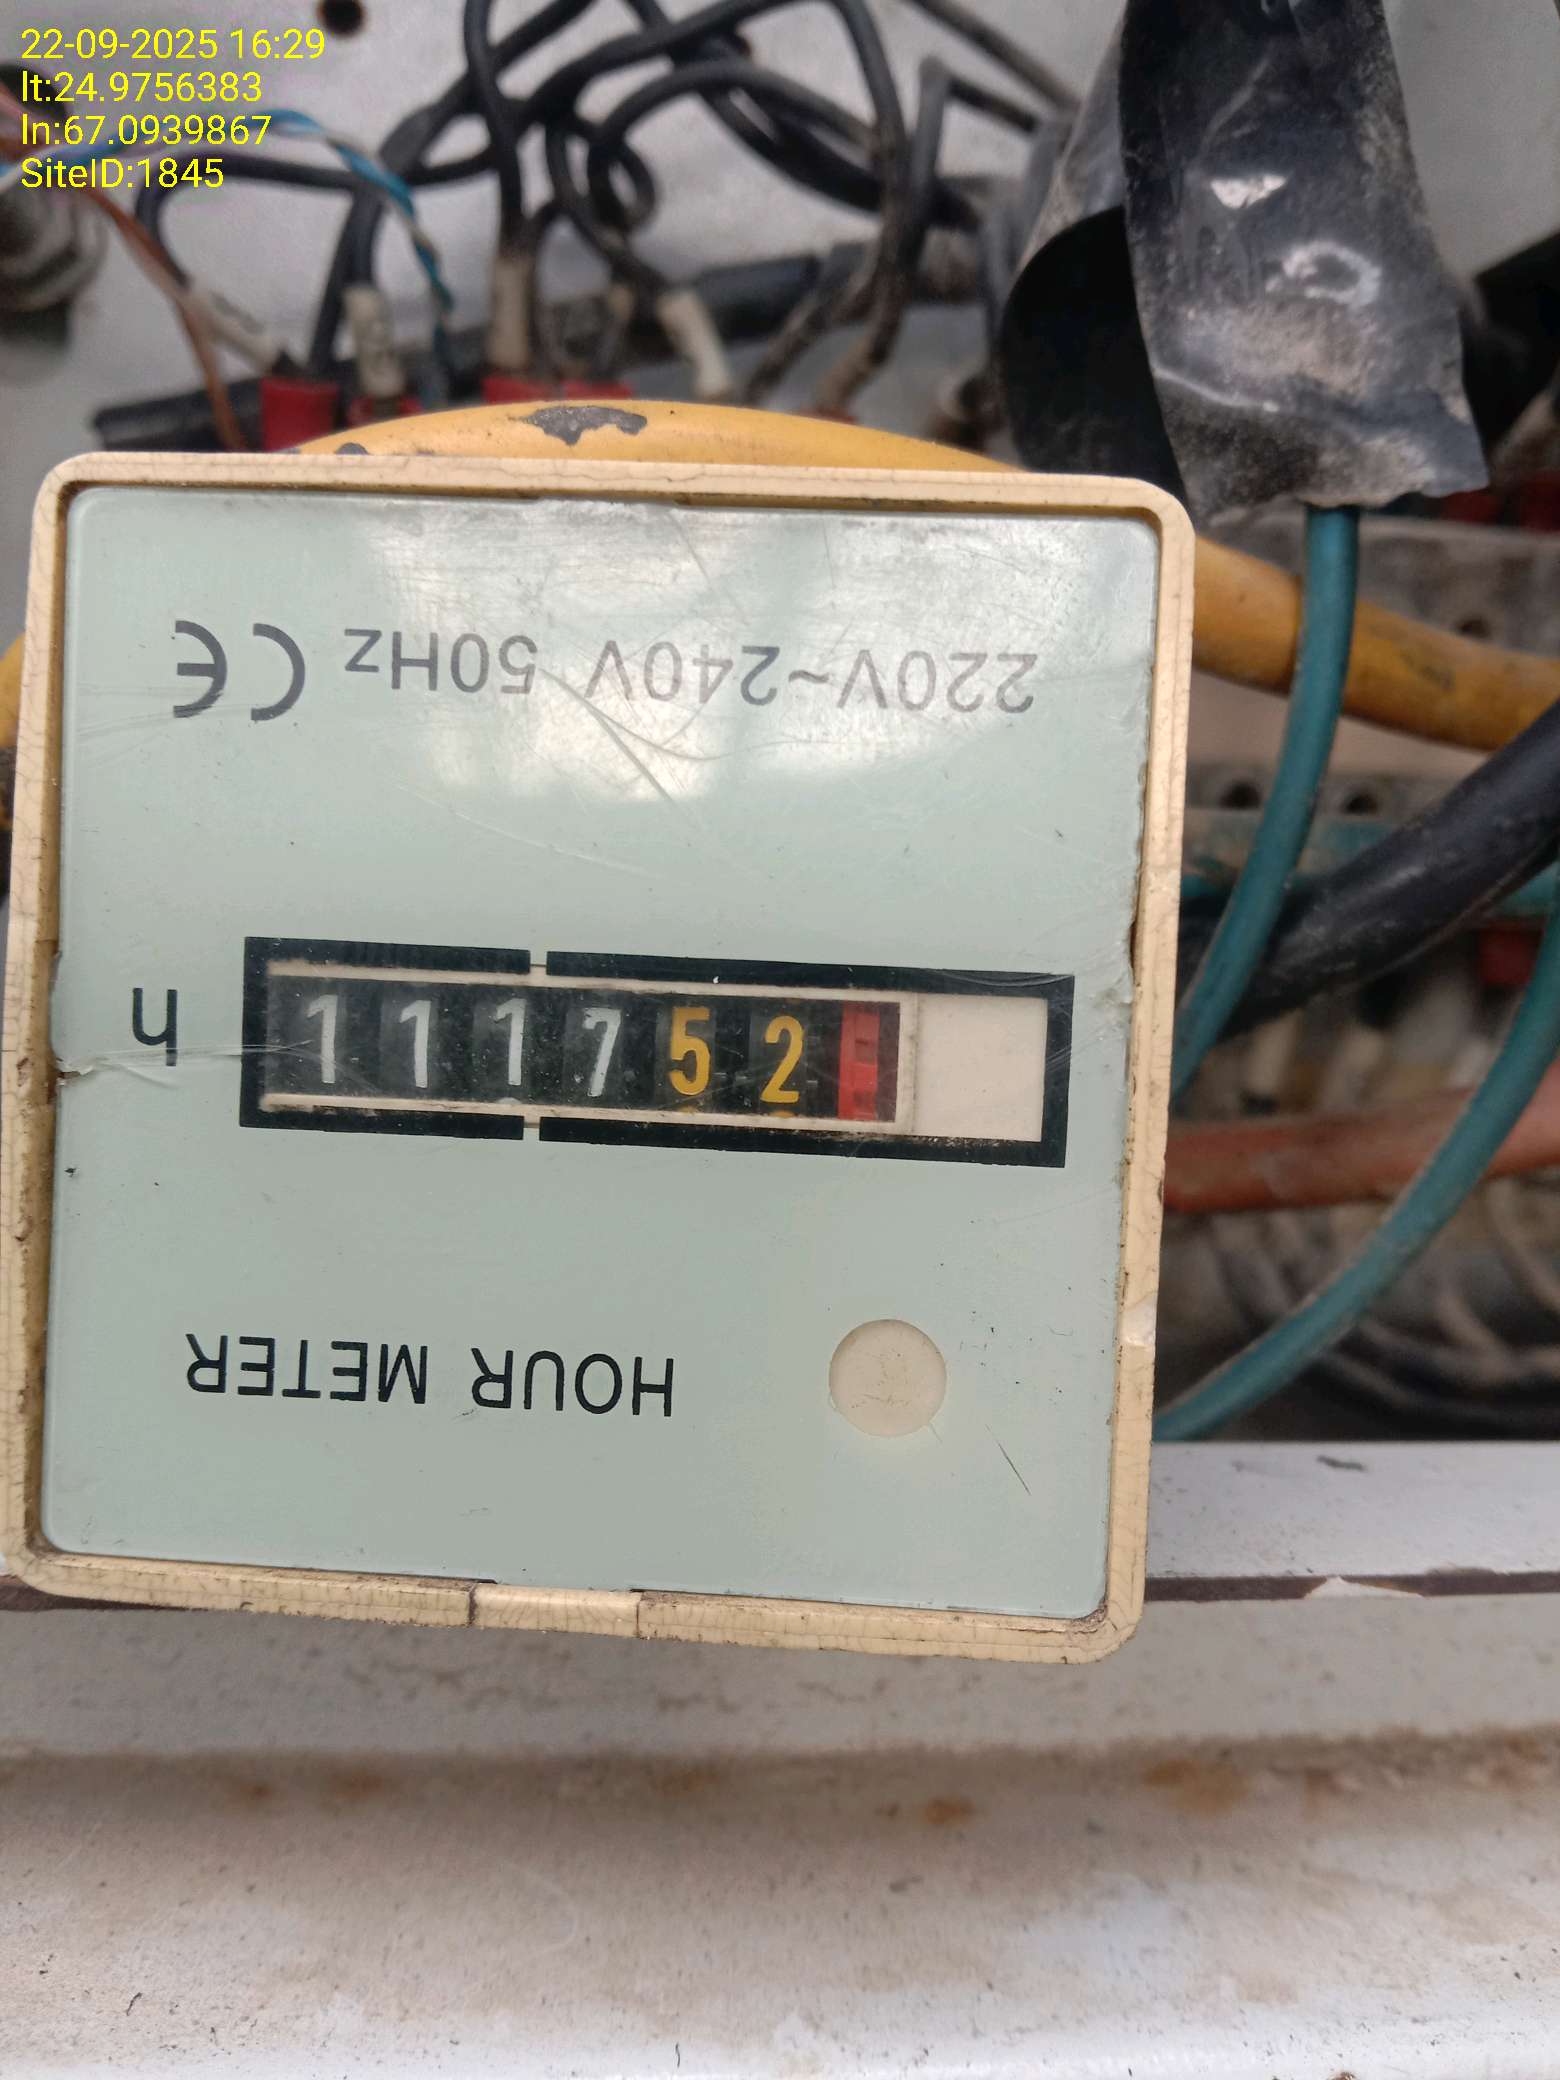 22-09-2025 16:29
lt:24.9756383
ln:67.0939867
SiteID:1845
HOUR METER
111752 h
220V~240V 50Hz CE